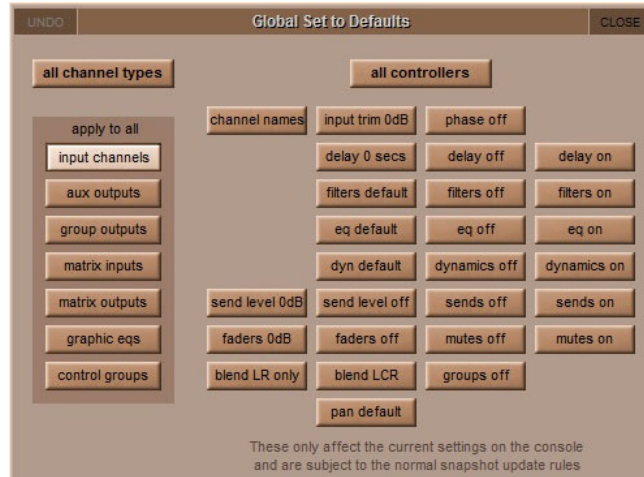 UNDO Global Set to Defaults CLOSE
all channel types all controllers
apply to all
input channels
aux outputs
group outputs
matrix inputs
matrix outputs
graphic eqs
control groups
channel names input trim 0dB phase off
delay 0 secs delay off delay on
filters default filters off filters on
eq default eq off eq on
dyn default dynamics off dynamics on
send level 0dB send level off sends off sends on
faders 0dB faders off mutes off mutes on
blend LR only blend LCR groups off
pan default
These only affect the current settings on the console
and are subject to the normal snapshot update rules